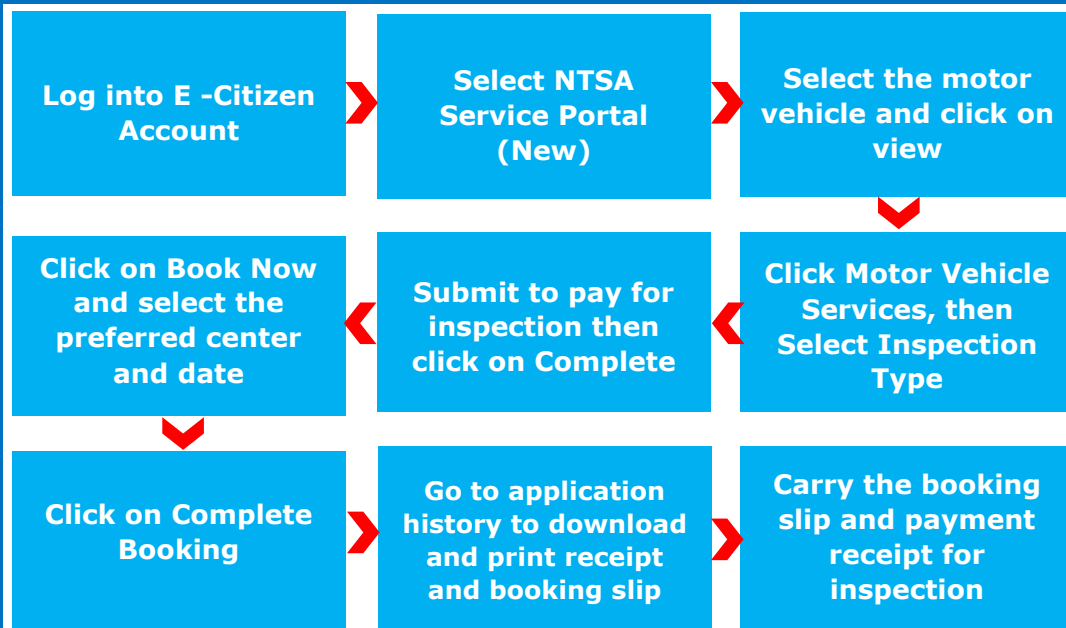 Log into E -Citizen
Account
Select NTSA
Service Portal
(New)
Select the motor
vehicle and click on
view
Click Motor Vehicle
Services, then
Select Inspection
Type
Submit to pay for
inspection then
click on Complete
Click on Book Now
and select the
preferred center
and date
Click on Complete
Booking
Go to application
history to download
and print receipt
and booking slip
Carry the booking
slip and payment
receipt for
inspection